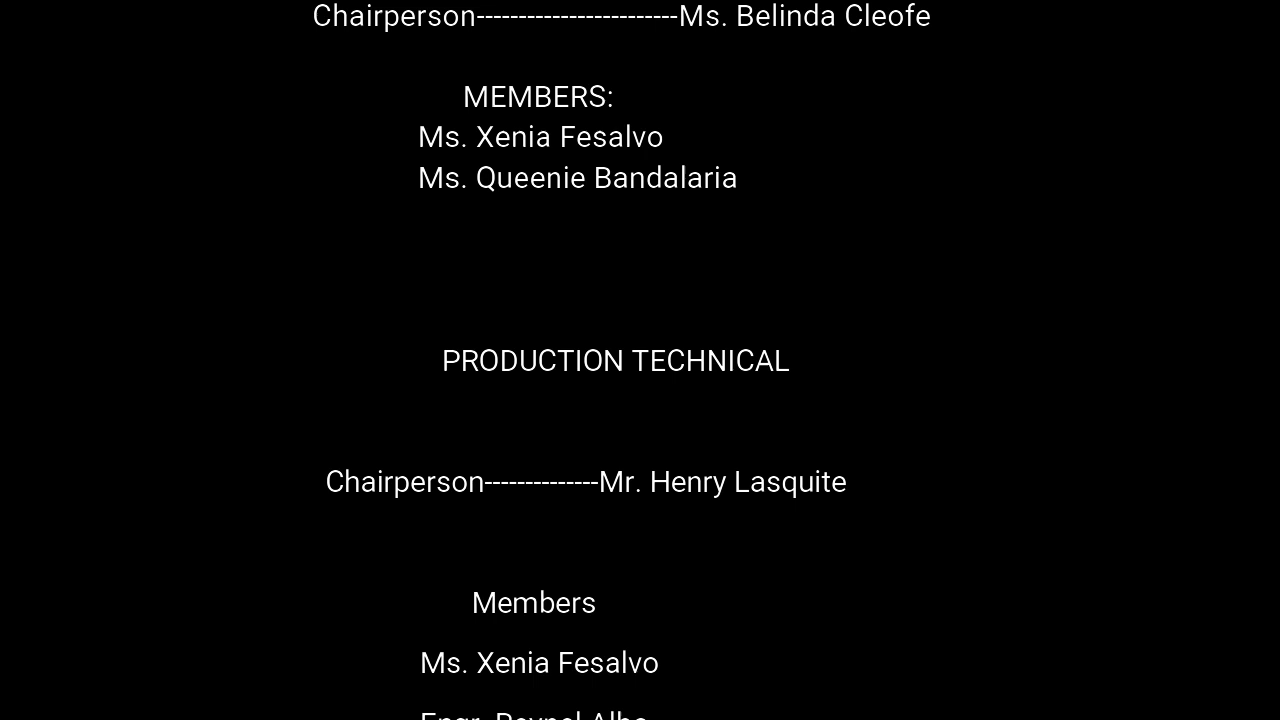 Chairperson------------------------Ms. Belinda Cleofe
MEMBERS:
Ms. Xenia Fesalvo
Ms. Queenie Bandalaria
PRODUCTION TECHNICAL
Chairperson--------------Mr. Henry Lasquite
Members
Ms. Xenia Fesalvo
Engr.